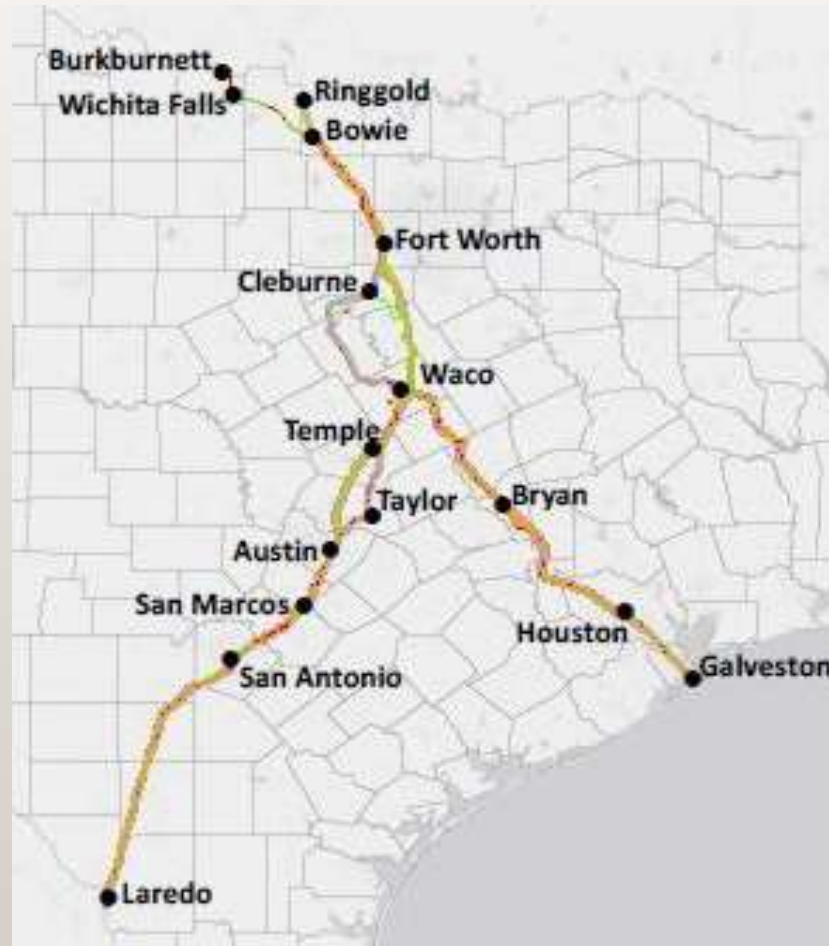 Burkburnett
Ringgold
Wichita Falls
Bowie
Fort Worth
Cleburne
Waco
Temple
Bryan
Taylor
Austin
San Marcos
Houston
San Antonio
Galveston
Laredo